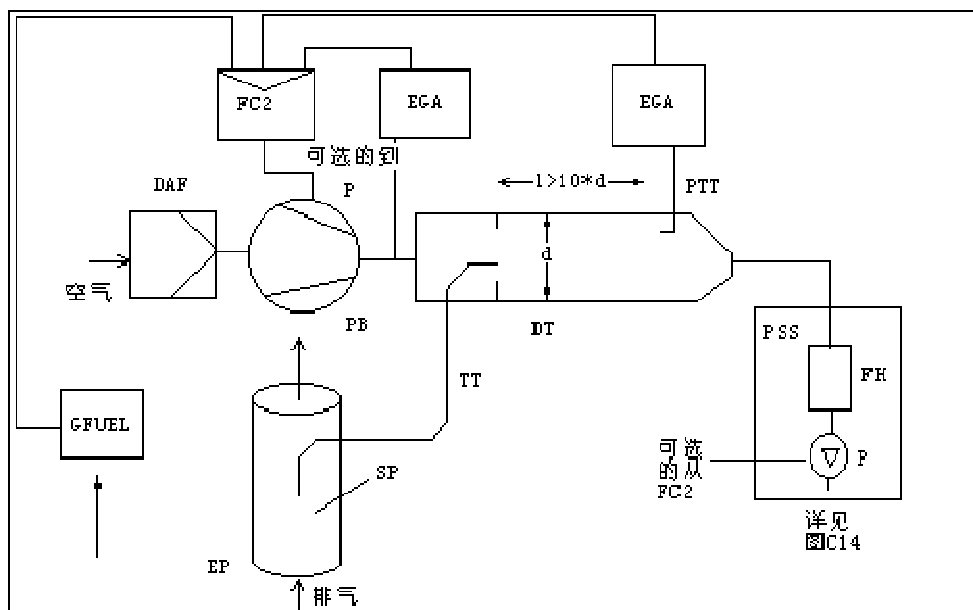 FC2
EGA
EGA
可选的到
DAF
P
l>10*d
PTT
d
空气
PB
DT
PSS
FH
TT
GFUEL
SP
可选
的从
FC2
P
详见
图C14
EP
排气